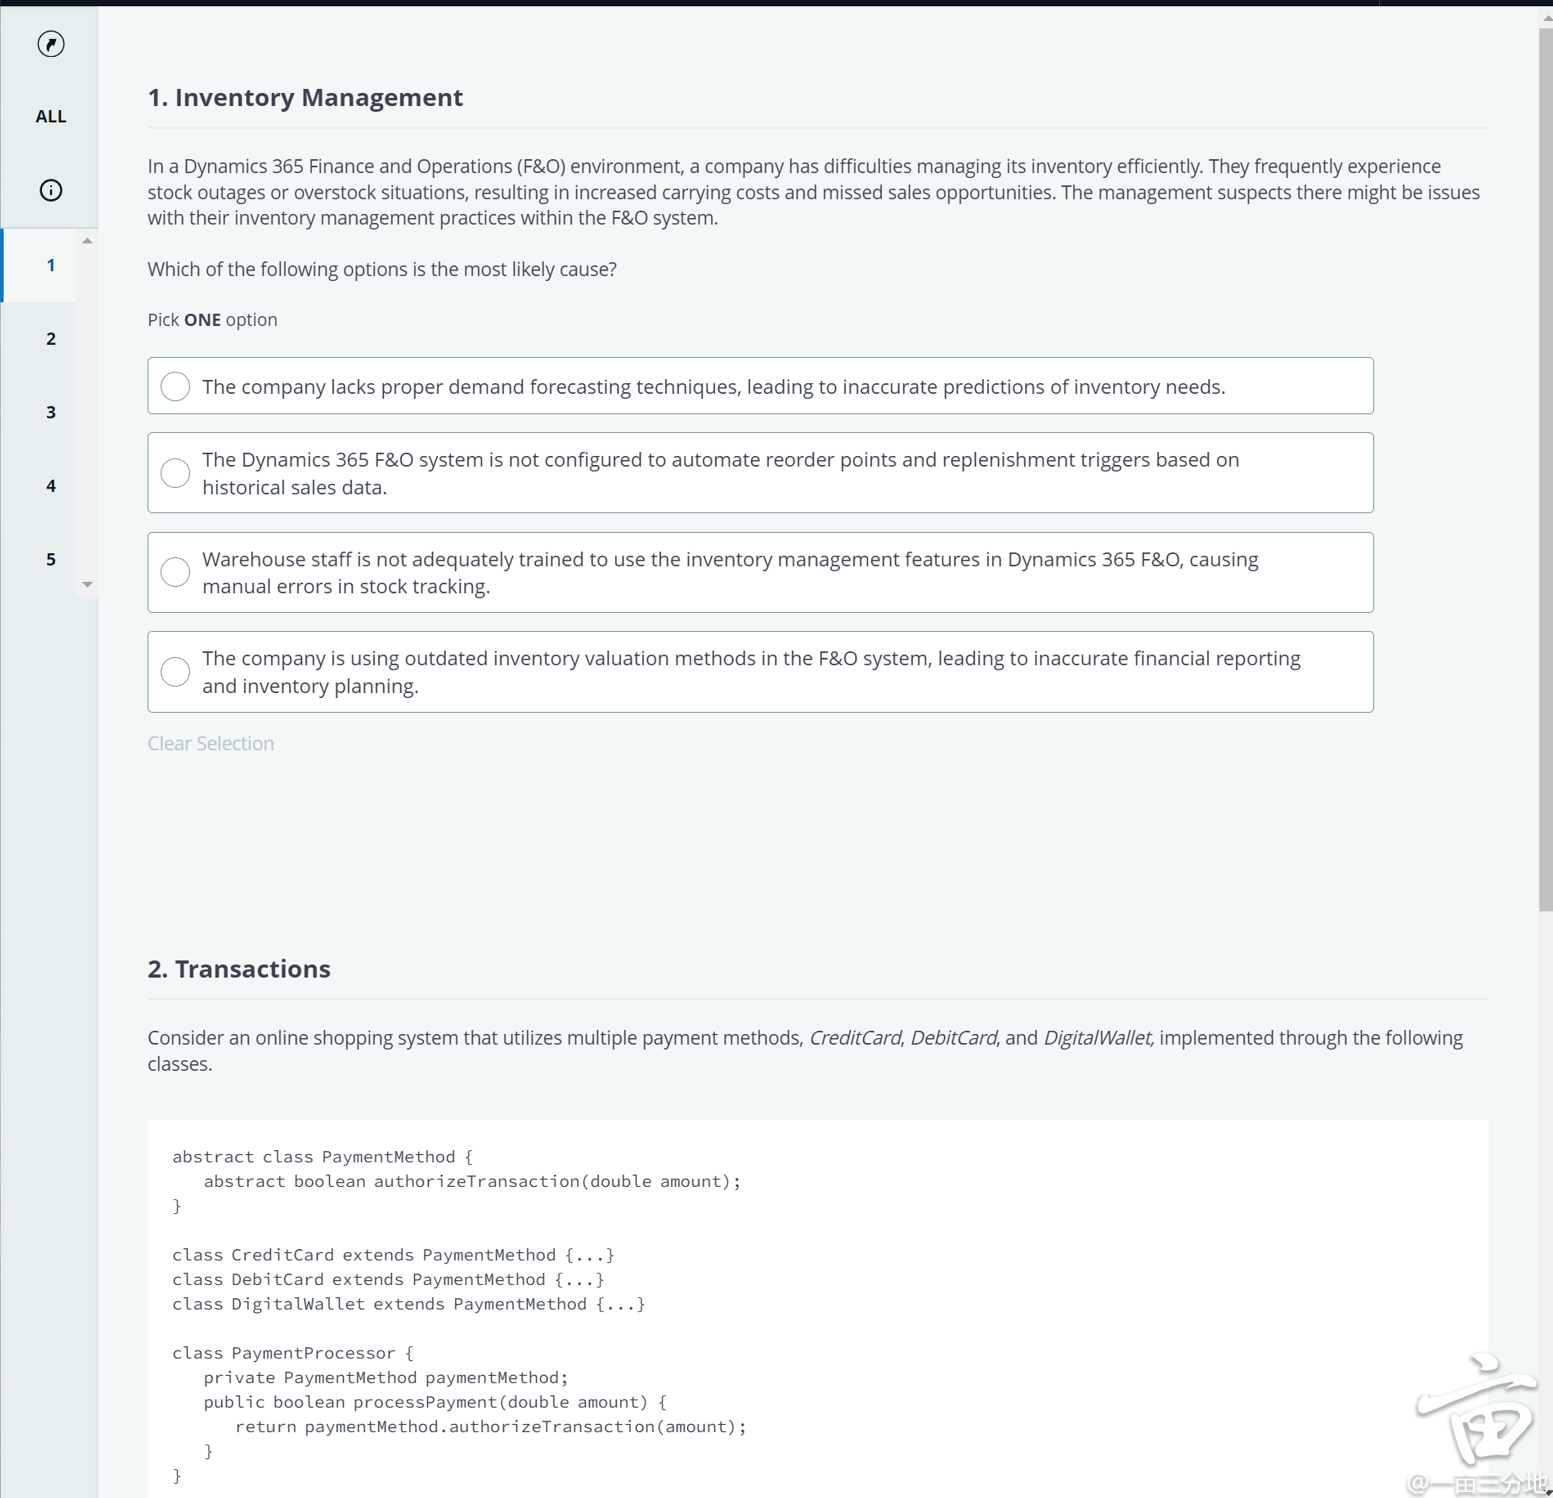 ALL
1
2
3
4
5
1. Inventory Management
In a Dynamics 365 Finance and Operations (F&O) environment, a company has difficulties managing its inventory efficiently. They frequently experience
stock outages or overstock situations, resulting in increased carrying costs and missed sales opportunities. The management suspects there might be issues
with their inventory management practices within the F&O system.
Which of the following options is the most likely cause?
Pick ONE option
The company lacks proper demand forecasting techniques, leading to inaccurate predictions of inventory needs.
The Dynamics 365 F&O system is not configured to automate reorder points and replenishment triggers based on
historical sales data.
Warehouse staff is not adequately trained to use the inventory management features in Dynamics 365 F&O, causing
manual errors in stock tracking.
The company is using outdated inventory valuation methods in the F&O system, leading to inaccurate financial reporting
and inventory planning.
Clear Selection
2. Transactions
Consider an online shopping system that utilizes multiple payment methods, CreditCard, DebitCard, and DigitalWallet, implemented through the following
classes.
abstract class PaymentMethod {
   abstract boolean authorizeTransaction(double amount);
}
class CreditCard extends PaymentMethod {...}
class DebitCard extends PaymentMethod {...}
class DigitalWallet extends PaymentMethod {...}
class PaymentProcessor {
   private PaymentMethod paymentMethod;
   public boolean processPayment(double amount) {
      return paymentMethod.authorizeTransaction(amount);
   }
}
亩
@一亩三分地